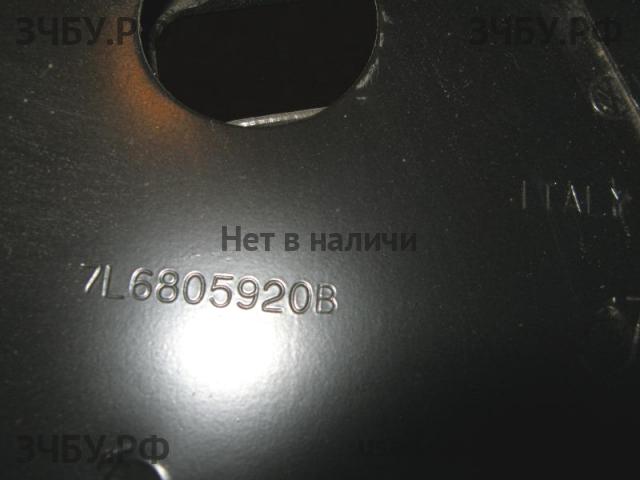 ЗЧБУ.РФ
ЗЧБУ.РФ
ITALY
Нет в наличи
7L6805920B
ЗЧБУ.РФ